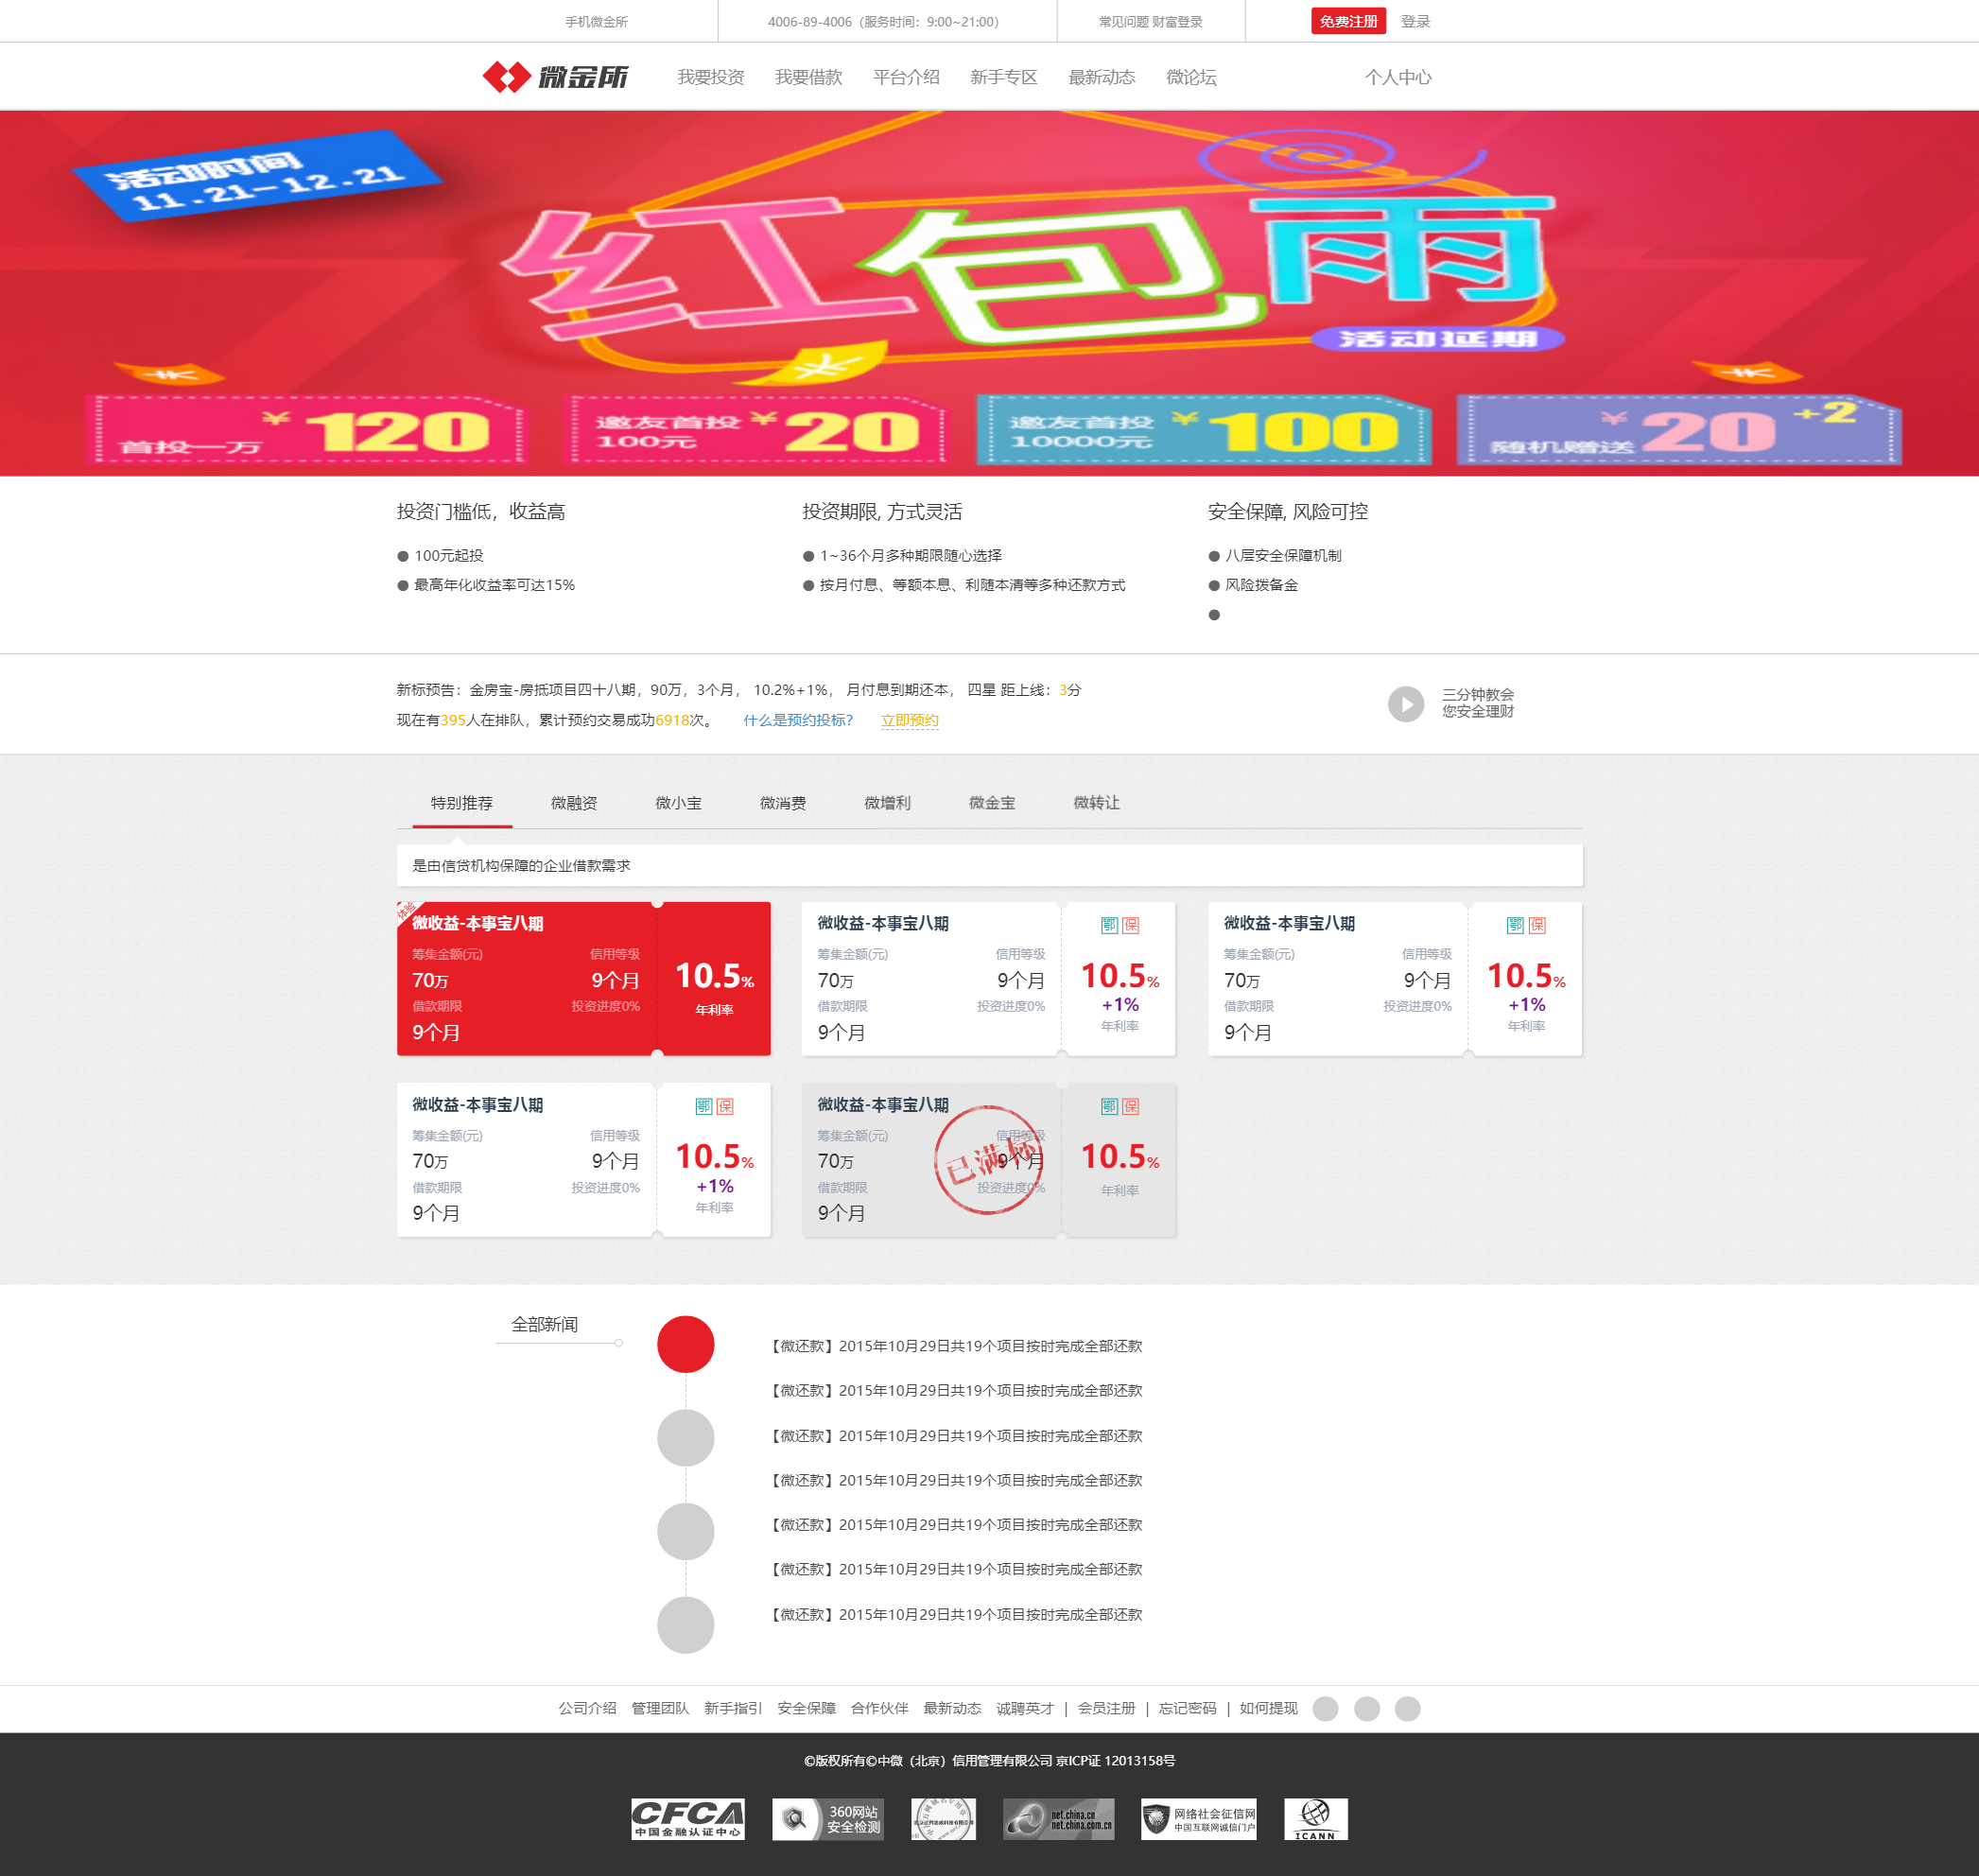 手机微金所
4006-89-4006（服务时间：9:00~21:00）
常见问题 财富登录
免费注册 登录
微金所
我要投资 我要借款 平台介绍 新手专区 最新动态 微论坛 个人中心
活动时间
11.21-12.21
红包雨
活动延期
首投一万 ¥120
邀友首投 100元 ¥20
邀友首投 10000元 ¥100
随机赠送 ¥20 +2
投资门槛低，收益高
100元起投
最高年化收益率可达15%
投资期限, 方式灵活
1~36个月多种期限随心选择
按月付息、等额本息、利随本清等多种还款方式
安全保障, 风险可控
八层安全保障机制
风险拨备金
新标预告：金房宝-房抵项目四十八期，90万，3个月， 10.2%+1%， 月付息到期还本， 四星 距上线：3分
现在有395人在排队，累计预约交易成功6918次。 什么是预约投标? 立即预约
三分钟教会
您安全理财
特别推荐 微融资 微小宝 微消费 微增利 微金宝 微转让
是由信贷机构保障的企业借款需求
体验
微收益-本事宝八期
筹集金额(元) 信用等级
70万 9个月
借款期限 投资进度0%
9个月
10.5%
年利率
微收益-本事宝八期
筹集金额(元) 信用等级
70万 9个月
借款期限 投资进度0%
9个月
鄂 保
10.5%
+1%
年利率
微收益-本事宝八期
筹集金额(元) 信用等级
70万 9个月
借款期限 投资进度0%
9个月
鄂 保
10.5%
+1%
年利率
微收益-本事宝八期
筹集金额(元) 信用等级
70万 9个月
借款期限 投资进度0%
9个月
鄂 保
10.5%
+1%
年利率
微收益-本事宝八期
筹集金额(元) 信用等级
70万 9个月
借款期限 投资进度0%
9个月
已满标
鄂 保
10.5%
年利率
全部新闻
【微还款】2015年10月29日共19个项目按时完成全部还款
【微还款】2015年10月29日共19个项目按时完成全部还款
【微还款】2015年10月29日共19个项目按时完成全部还款
【微还款】2015年10月29日共19个项目按时完成全部还款
【微还款】2015年10月29日共19个项目按时完成全部还款
【微还款】2015年10月29日共19个项目按时完成全部还款
【微还款】2015年10月29日共19个项目按时完成全部还款
公司介绍 管理团队 新手指引 安全保障 合作伙伴 最新动态 诚聘英才 | 会员注册 | 忘记密码 | 如何提现
©版权所有©中微（北京）信用管理有限公司 京ICP证 12013158号
CFCA
中国金融认证中心
360网站
安全检测
net.china.cn
net.china.com.cn
网络社会征信网
中国互联网诚信门户
ICANN